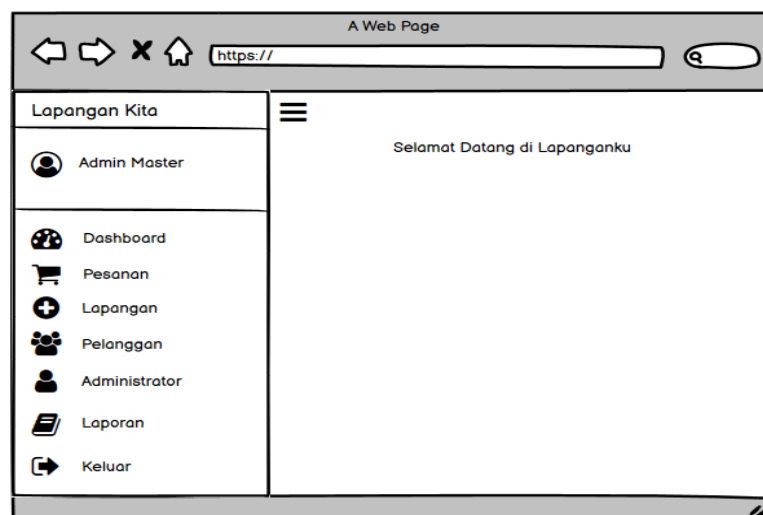 A Web Page
https://
Lapangan Kita
Admin Master
Selamat Datang di Lapanganku
Dashboard
Pesanan
Lapangan
Pelanggan
Administrator
Laporan
Keluar